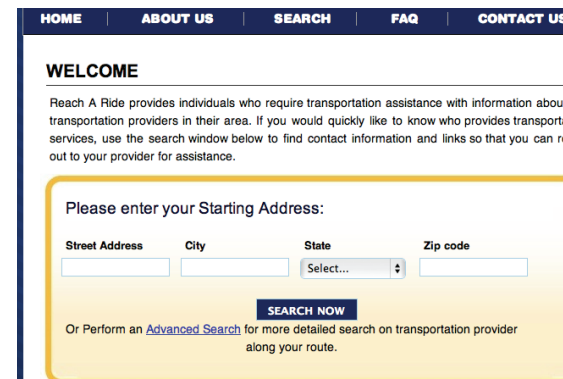 HOME ABOUT US SEARCH FAQ CONTACT US
WELCOME
Reach A Ride provides individuals who require transportation assistance with information
transportation providers in their area. If you would quickly like to know who provides
services, use the search window below to find contact information and links so that you can
out to your provider for assistance.
Please enter your Starting Address:
Street Address City State Zip code
Select...
SEARCH NOW
Or Perform an Advanced Search for more detailed search on transportation provider
along your route.